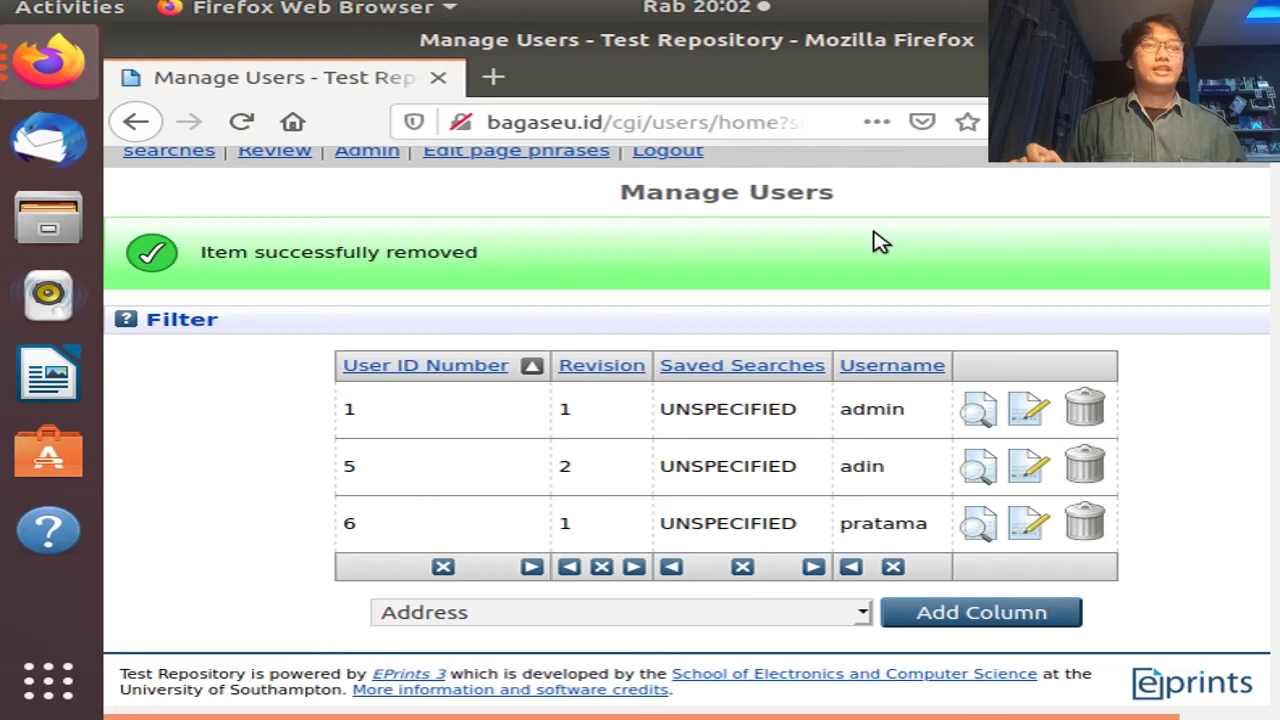 Activities Firefox Web Browser Rab 20:02
Manage Users - Test Repository - Mozilla Firefox
Manage Users - Test Rep
bagaseu.id/cgi/users/home?s
searches | Review | Admin | Edit page phrases | Logout
Manage Users
Item successfully removed
? Filter
User ID Number Revision Saved Searches Username
1 1 UNSPECIFIED admin
5 2 UNSPECIFIED adin
6 1 UNSPECIFIED pratama
Address Add Column
Test Repository is powered by EPrints 3 which is developed by the School of Electronics and Computer Science at the
University of Southampton. More information and software credits.
eprints